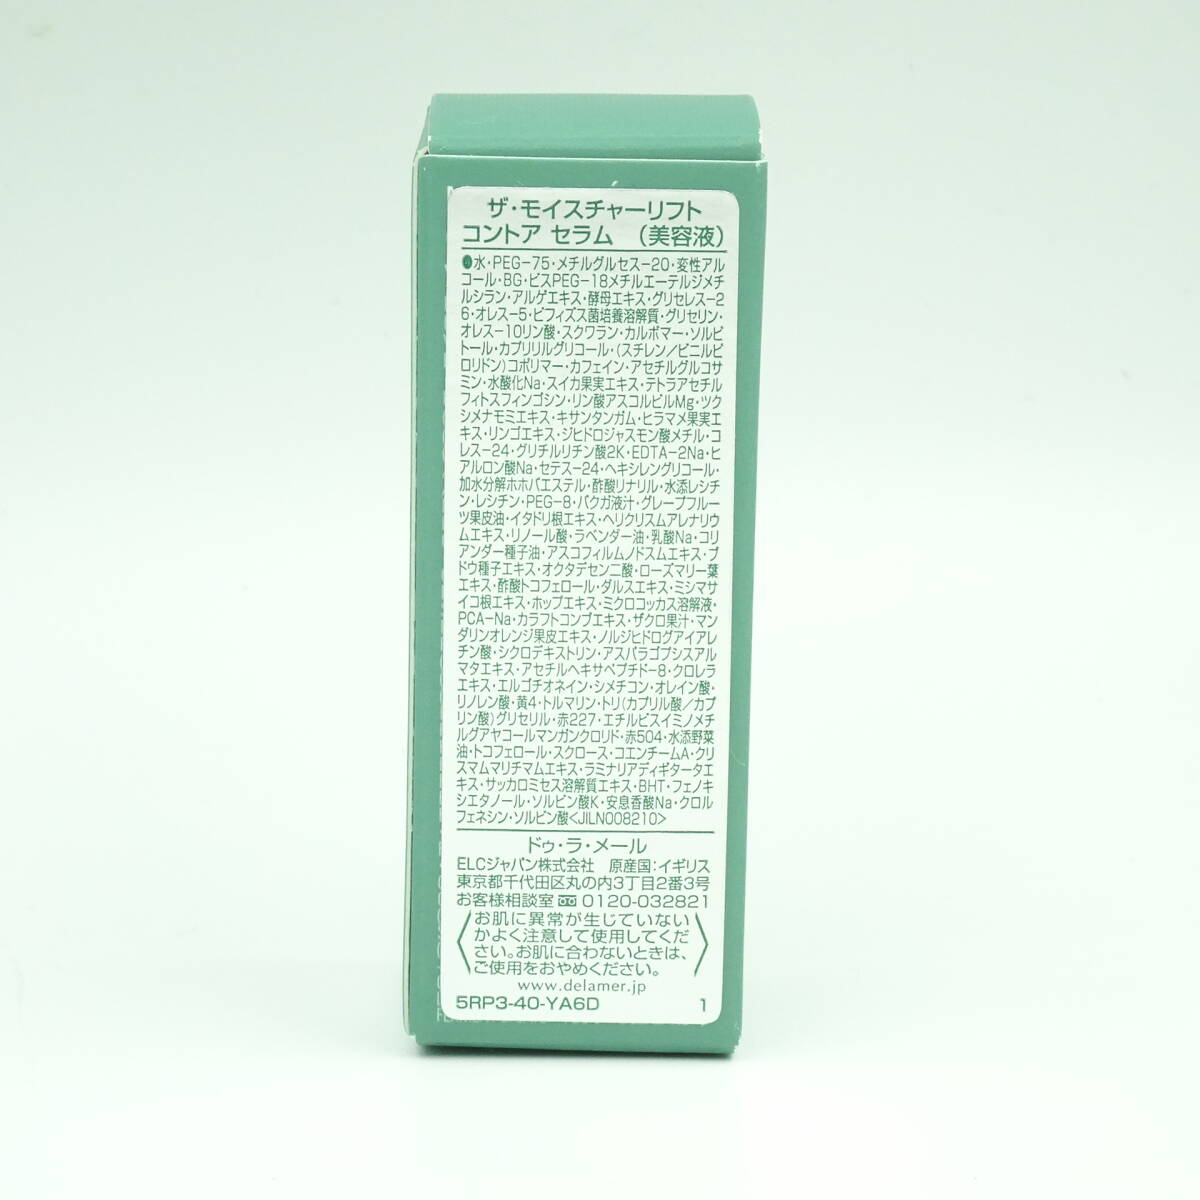 ザ・モイスチャーリフト
コントア セラム （美容液）
●水・PEG-75・メチルグルセス-20・変性アル
コール・BG・ビスPEG-18メチルエーテルジメチ
ルシラン・アルゲエキス・酵母エキス・グリセレス-2
6・オレス-5・ビフィズス菌培養溶解質・グリセリン・
オレス-10リン酸・スクワラン・カルボマー・ソルビ
トール・カプリリルグリコール・(スチレン/ビニルピ
ロリドン)コポリマー・カフェイン・アセチルグルコサ
ミン・水酸化Na・スイカ果実エキス・テトラアセチル
フィトスフィンゴシン・リン酸アスコルビルMg・ツク
シメナモミエキス・キサンタンガム・ヒラマメ果実エ
キス・リンゴエキス・ジヒドロジャスモン酸メチル・コ
レス-24・グリチルリチン酸2K・EDTA-2Na・ヒ
アルロン酸Na・セテス-24・ヘキシレングリコール・
加水分解ホホバエステル・酢酸リナリル・水添レシチ
ン・レシチン・PEG-8・バクガ液汁・グレープフルー
ツ果皮油・イタドリ根エキス・ヘリクリスムアレナリウ
ムエキス・リノール酸・ラベンダー油・乳酸Na・コリ
アンダー種子油・アスコフィルムノドスムエキス・ブ
ドウ種子エキス・オクタデセン二酸・ローズマリー葉
エキス・酢酸トコフェロール・ダルスエキス・ミシマサ
イコ根エキス・ホップエキス・ミクロコッカス溶解液・
PCA-Na・カラフトコンブエキス・ザクロ果汁・マン
ダリンオレンジ果皮エキス・ノルジヒドログアイアレ
チン酸・シクロデキストリン・アスパラゴプシスアル
マタエキス・アセチルヘキサペプチド-8・クロレラ
エキス・エルゴチオネイン・シメチコン・オレイン酸・
リノレン酸・黄4・トルマリン・トリ(カプリル酸/カプ
リン酸)グリセリル・赤227・エチルビスイミノメチ
ルグアヤコールマンガンクロリド・赤504・水添野菜
油・トコフェロール・スクロース・コエンチームA・クリ
スマムマリチマムエキス・ラミナリアディギタータエ
キス・サッカロミセス溶解質エキス・BHT・フェノキ
シエタノール・ソルビン酸K・安息香酸Na・クロル
フェネシン・ソルビン酸<JILN008210>
ドゥ・ラ・メール
ELCジャパン株式会社 原産国：イギリス
東京都千代田区丸の内3丁目2番3号
お客様相談室 0120-032821
お肌に異常が生じていない
かよく注意して使用してくだ
さい。お肌に合わないときは、
ご使用をおやめください。
www.delamer.jp
5RP3-40-YA6D 1